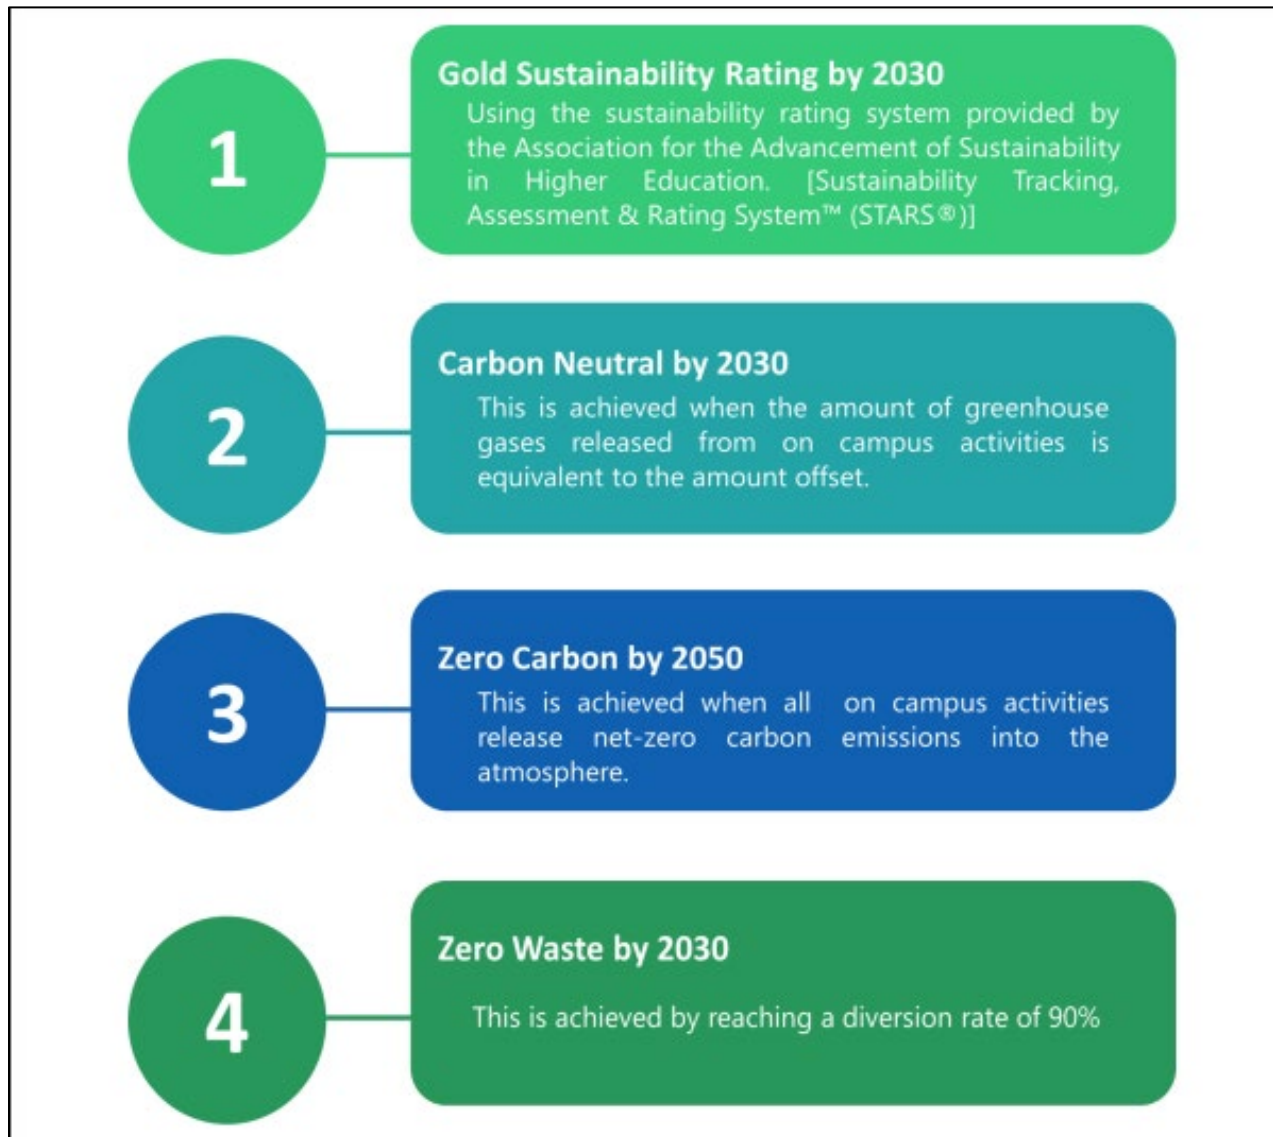 1
Gold Sustainability Rating by 2030
Using the sustainability rating system provided by
the Association for the Advancement of Sustainability
in Higher Education. [Sustainability Tracking,
Assessment & Rating System™ (STARS®)]
2
Carbon Neutral by 2030
This is achieved when the amount of greenhouse
gases released from on campus activities is
equivalent to the amount offset.
3
Zero Carbon by 2050
This is achieved when all on campus activities
release net-zero carbon emissions into the
atmosphere.
4
Zero Waste by 2030
This is achieved by reaching a diversion rate of 90%